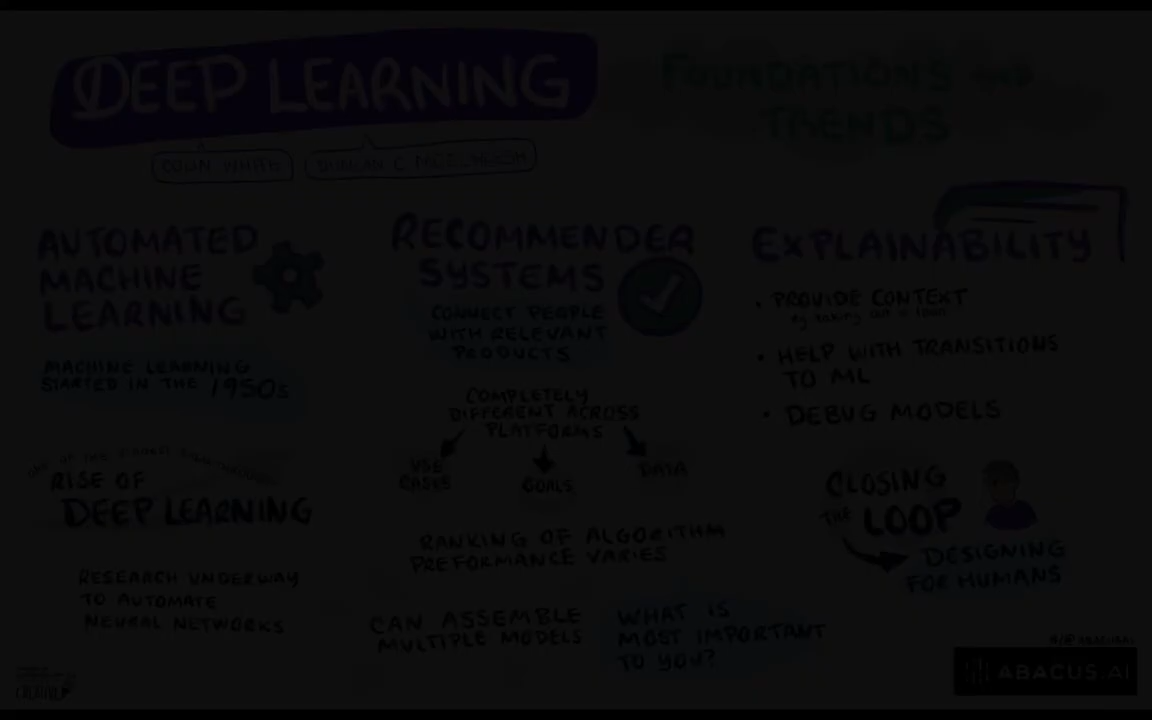 DEEP LEARNING
FOUNDATIONS AND
TRENDS
COLIN WHITE
AUTOMATED
MACHINE
LEARNING
MACHINE LEARNING
STARTED IN THE 1950s
RISE OF
DEEP LEARNING
RESEARCH UNDERWAY
TO AUTOMATE
NEURAL NETWORKS
RECOMMENDER
SYSTEMS
CONNECT PEOPLE
WITH RELEVANT
PRODUCTS
COMPLETELY
DIFFERENT ACROSS
PLATFORMS
USE
CASES
GOALS
DATA
RANKING OF ALGORITHM
PREFORMANCE VARIES
CAN ASSEMBLE
MULTIPLE MODELS
WHAT IS
MOST IMPORTANT
TO YOU?
EXPLAINABILITY
• PROVIDE CONTEXT
• HELP WITH TRANSITIONS
TO ML
• DEBUG MODELS
CLOSING
THE LOOP
DESIGNING
FOR HUMANS
ABACUS.AI